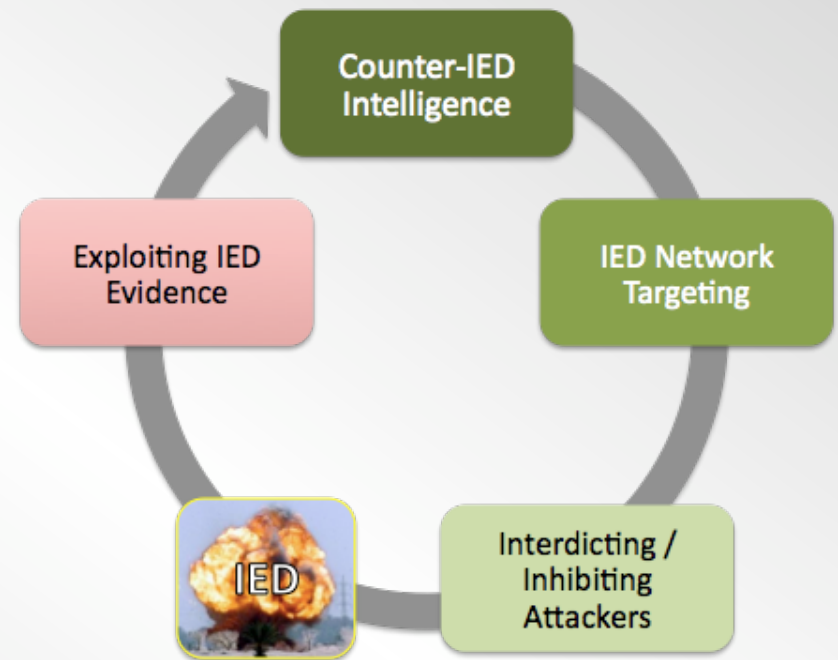 Counter-IED
Intelligence
IED Network
Targeting
Interdicting /
Inhibiting
Attackers
IED
Exploiting IED
Evidence